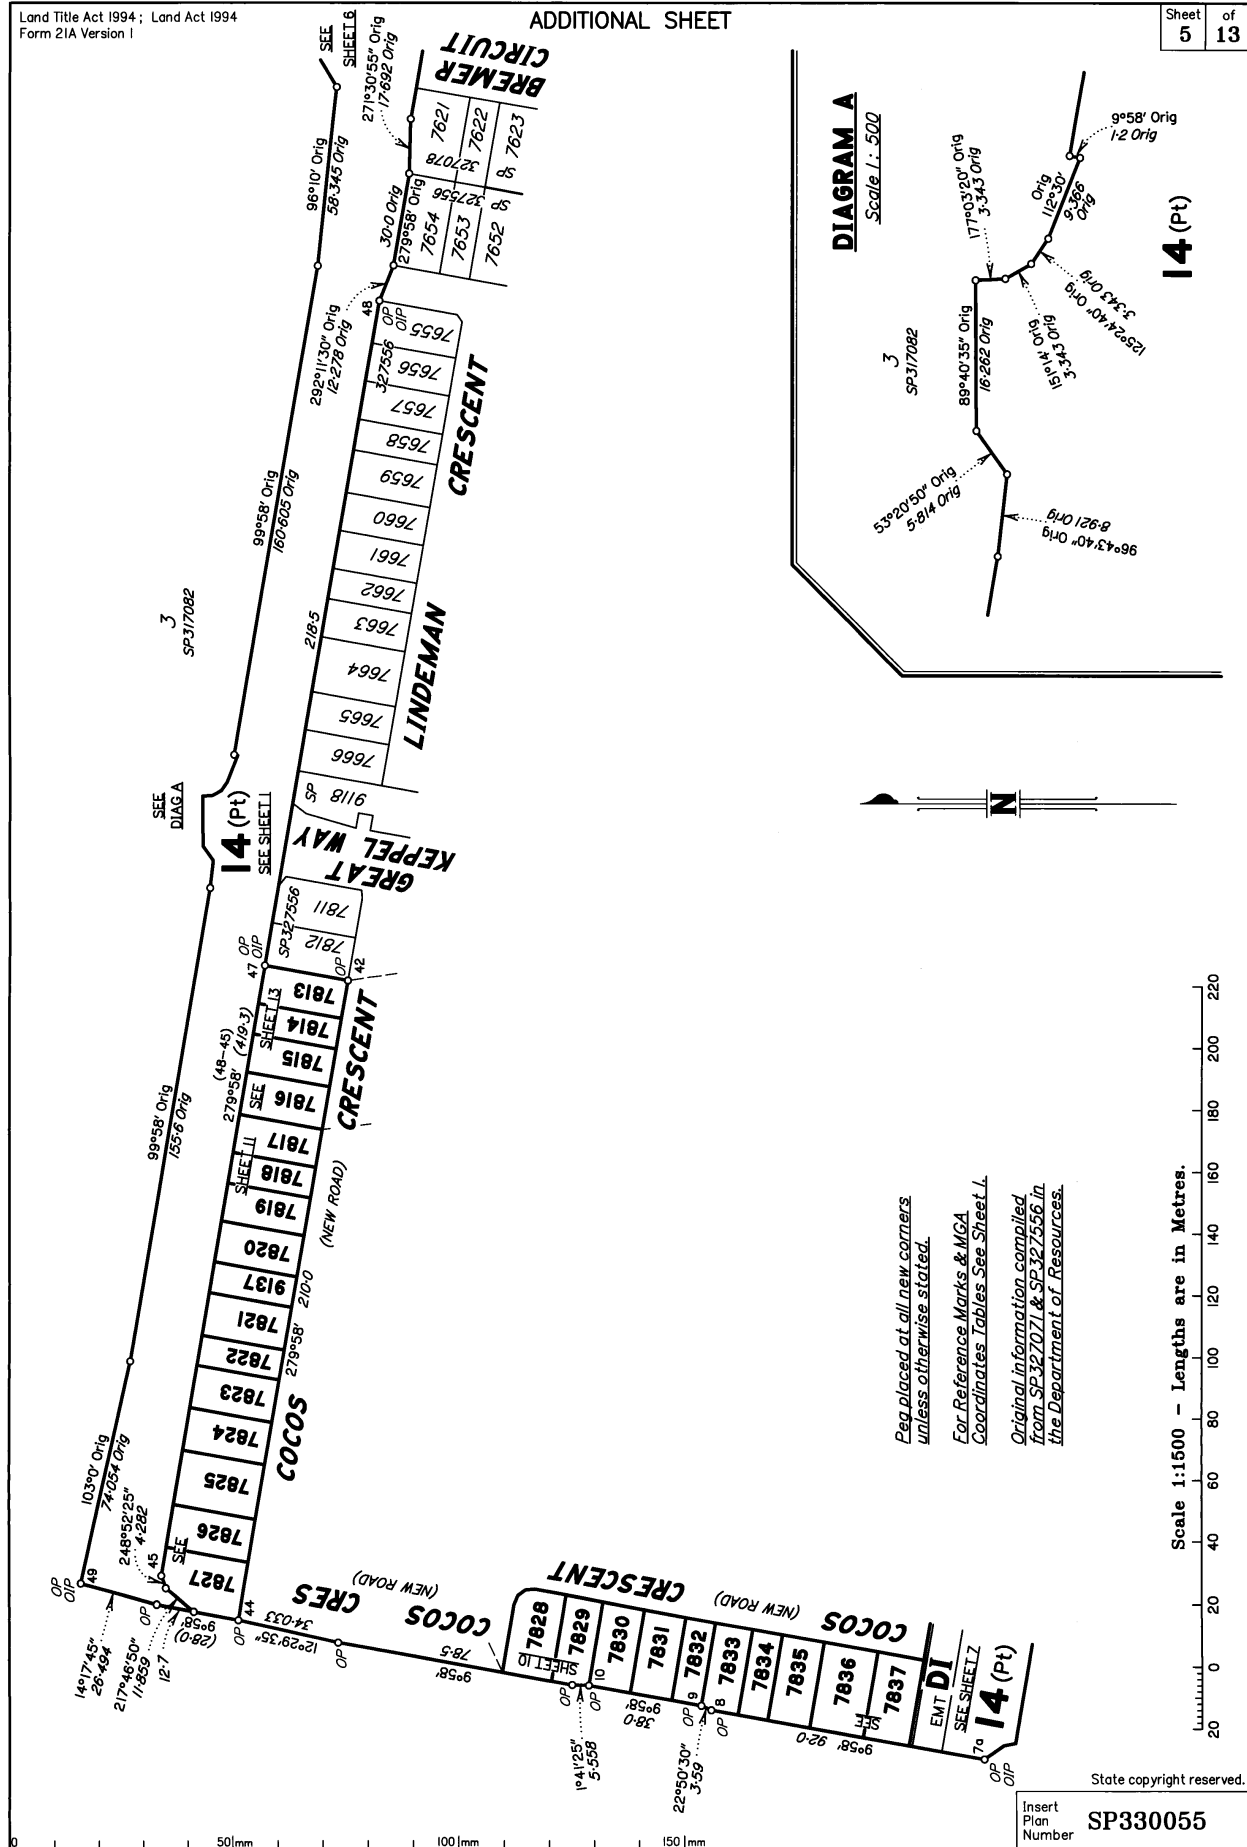 Land Title Act 1994 ; Land Act 1994
Form 21A Version 1
ADDITIONAL SHEET
Sheet 5 of 13
SEE
SHEET 6
271°30'55" Orig
17·692 Orig
BREMER
CIRCUIT
96°10' Orig
58·345 Orig
7621
7622
7623
327078
SP
30·0 Orig
279°58' Orig
327556
SP
7654
7653
7652
292°11'30" Orig
12·278 Orig
48
OP
OIP
327556
7655
7656
7657
7658
7659
7660
7661
7662
7663
7664
7665
7666
SP
9118
LINDEMAN
CRESCENT
99°58' Orig
160·605 Orig
218·5
3
SP317082
SEE
DIAG A
14 (Pt)
SEE SHEET 1
GREAT
KEPPEL WAY
SP327556
7811
7812
OP
OIP
47
OP
42
7813
7814
7815
7816
7817
7818
7819
7820
9137
7821
7822
7823
7824
7825
7826
7827
SHEET 13
SEE
SHEET 11
SEE
(48-45)
279°58' (419·3)
CRESCENT
(NEW ROAD)
279°58' 210·0
COCOS
99°58' Orig
155·6 Orig
103°0' Orig
74·054 Orig
248°52'25"
4·282
45
OP
OIP
49
14°17'45"
26·494
OP
217°46'50"
11·859
12·7
9°58'
(28·0)
OP
44
12°29'35"
34·033
OP
COCOS
CRES
(NEW ROAD)
9°58'
78·5
COCOS
CRESCENT
(NEW ROAD)
7828
7829
7830
7831
7832
7833
7834
7835
7836
7837
SHEET 10
SEE
OP
10
1°41'25"
5·558
9°58'
38·0
OP
9
OP
8
22°50'30"
3·59
9°58'
92·0
EMT DI
SEE SHEET 7
14 (Pt)
7a
OP
OIP
DIAGRAM A
Scale 1 : 500
9°58' Orig
1·2 Orig
Orig
112°30'
9·366
Orig
177°03'20" Orig
3·343 Orig
125°24'40" Orig
3·343 Orig
151°14' Orig
3·343 Orig
89°40'35" Orig
16·262 Orig
3
SP317082
53°20'50" Orig
5·814 Orig
96°43'40" Orig
8·921 Orig
14 (Pt)
N
Peg placed at all new corners
unless otherwise stated.
For Reference Marks & MGA
Coordinates Tables See Sheet 1.
Original information compiled
from SP327071 & SP327556 in
the Department of Resources.
Scale 1:1500 – Lengths are in Metres.
20 0 20 40 60 80 100 120 140 160 180 200 220
State copyright reserved.
Insert
Plan
Number
SP330055
0 50mm 100mm 150mm